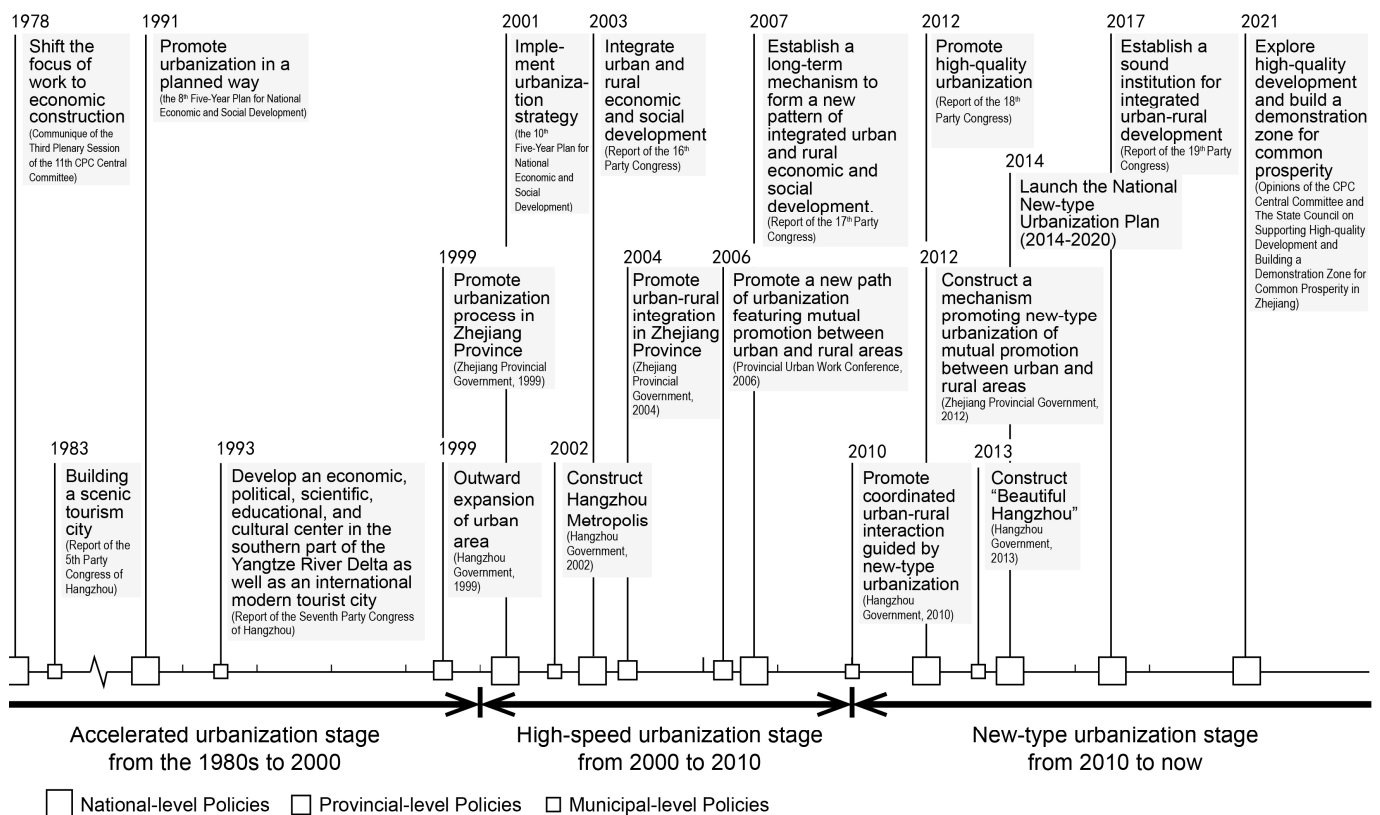 1978
Shift the
focus of
work to
economic
construction
(Communique of the
Third Plenary Session
of the 11th CPC Central
Committee)
1991
Promote
urbanization in a
planned way
(the 8th Five-Year Plan for National
Economic and Social Development)
2001
Imple-
ment
urbaniza-
tion
strategy
(the 10th
Five-Year Plan for
National
Economic and
Social
Development)
2003
Integrate
urban and
rural
economic
and social
development
(Report of the 16th
Party Congress)
2007
Establish a
long-term
mechanism to
form a new
pattern of
integrated urban
and rural
economic and
social
development.
(Report of the 17th Party
Congress)
2012
Promote
high-quality
urbanization
(Report of the 18th
Party Congress)
2014
Launch the National
New-type
Urbanization Plan
(2014-2020)
2017
Establish a
sound
institution for
integrated
urban-rural
development
(Report of the 19th Party
Congress)
2021
Explore
high-quality
development
and build a
demonstration
zone for
common
prosperity
(Opinions of the CPC
Central Committee and
The State Council on
Supporting High-quality
Development and
Building a
Demonstration Zone for
Common Prosperity in
Zhejiang)
1999
Promote
urbanization
process in
Zhejiang
Province
(Zhejiang Provincial
Government, 1999)
2004
Promote
urban-rural
integration
in Zhejiang
Province
(Zhejiang
Provincial
Government,
2004)
2006
Promote a new path
of urbanization
featuring mutual
promotion between
urban and rural areas
(Provincial Urban Work Conference,
2006)
2012
Construct a
mechanism
promoting new-type
urbanization of
mutual promotion
between urban and
rural areas
(Zhejiang Provincial Government,
2012)
1983
Building
a scenic
tourism
city
(Report of the
5th Party
Congress of
Hangzhou)
1993
Develop an economic,
political, scientific,
educational, and
cultural center in the
southern part of the
Yangtze River Delta as
well as an international
modern tourist city
(Report of the Seventh Party Congress
of Hangzhou)
1999
Outward
expansion
of urban
area
(Hangzhou
Government,
1999)
2002
Construct
Hangzhou
Metropolis
(Hangzhou
Government,
2002)
2010
Promote
coordinated
urban-rural
interaction
guided by
new-type
urbanization
(Hangzhou
Government, 2010)
2013
Construct
“Beautiful
Hangzhou”
(Hangzhou
Government,
2013)
Accelerated urbanization stage
from the 1980s to 2000
High-speed urbanization stage
from 2000 to 2010
New-type urbanization stage
from 2010 to now
National-level Policies
Provincial-level Policies
Municipal-level Policies